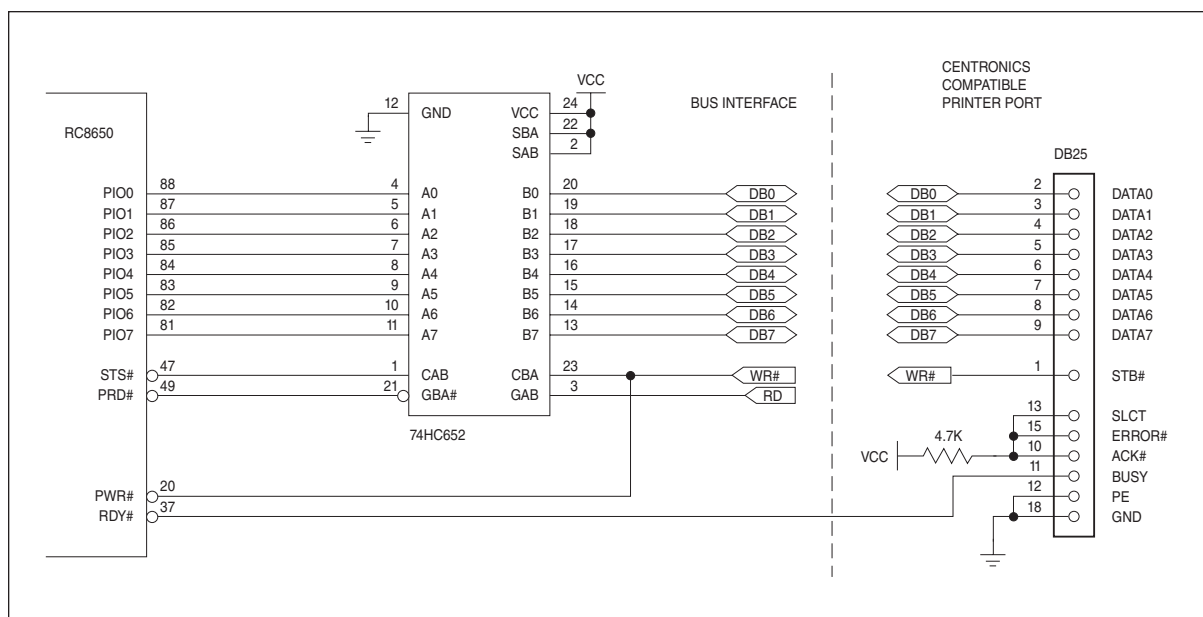 CENTRONICS
COMPATIBLE
PRINTER PORT
BUS INTERFACE
VCC
RC8650
12 GND VCC 24
SBA 22
SAB 2
DB25
PIO0 88 4 A0 B0 20 DB0 DB0 2 DATA0
PIO1 87 5 A1 B1 19 DB1 DB1 3 DATA1
PIO2 86 6 A2 B2 18 DB2 DB2 4 DATA2
PIO3 85 7 A3 B3 17 DB3 DB3 5 DATA3
PIO4 84 8 A4 B4 16 DB4 DB4 6 DATA4
PIO5 83 9 A5 B5 15 DB5 DB5 7 DATA5
PIO6 82 10 A6 B6 14 DB6 DB6 8 DATA6
PIO7 81 11 A7 B7 13 DB7 DB7 9 DATA7
STS# 47 1 CAB CBA 23 WR# WR# 1 STB#
PRD# 49 21 GBA# GAB 3 RD
13 SLCT
74HC652
4.7K 15 ERROR#
VCC 10 ACK#
11 BUSY
PWR# 20 12 PE
RDY# 37 18 GND